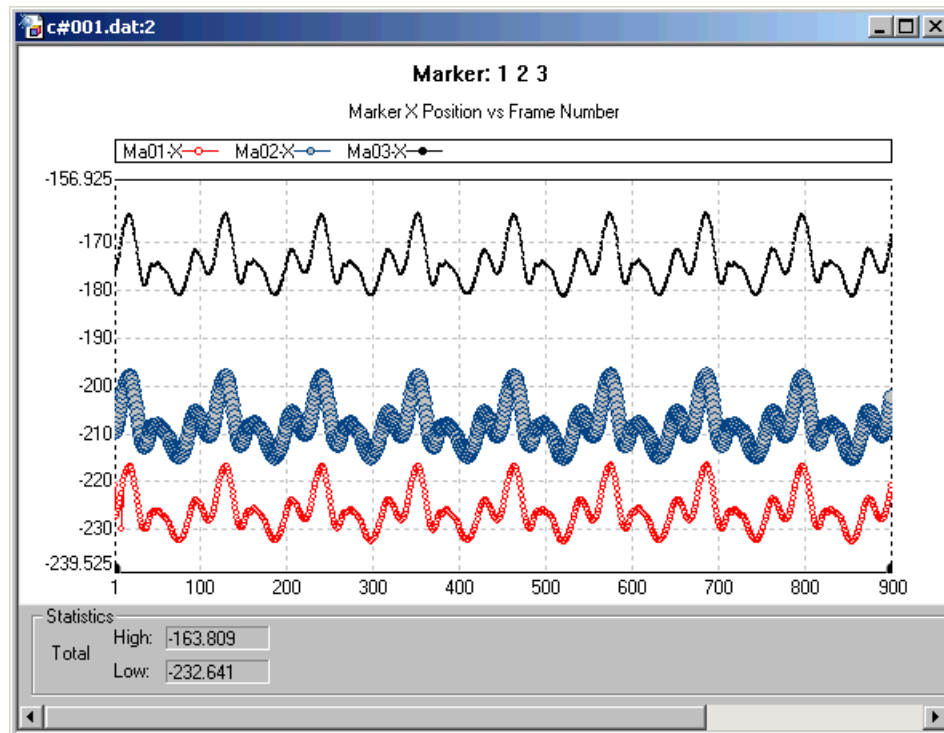 c#001.dat:2
Marker: 1 2 3
Marker X Position vs Frame Number
Ma01-X Ma02-X Ma03-X
-156.925
-170
-180
-190
-200
-210
-220
-230
-239.525
1 100 200 300 400 500 600 700 800 900
Statistics
Total
High: -163.809
Low: -232.641